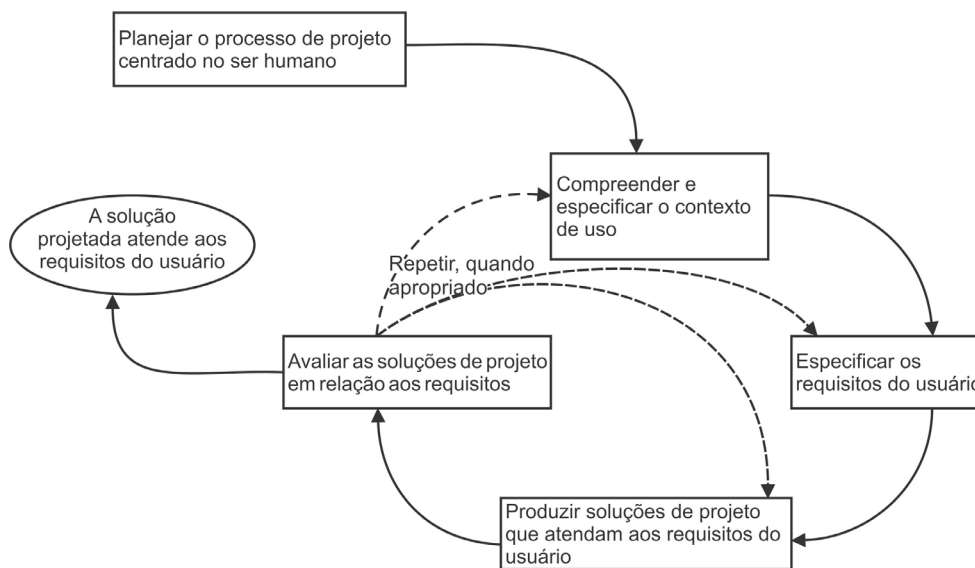 Planejar o processo de projeto
centrado no ser humano
Compreender e
especificar o contexto
de uso
A solução
projetada atende aos
requisitos do usuário
Repetir, quando
apropriado
Avaliar as soluções de projeto
em relação aos requisitos
Especificar os
requisitos do usuário
Produzir soluções de projeto
que atendam aos requisitos do
usuário